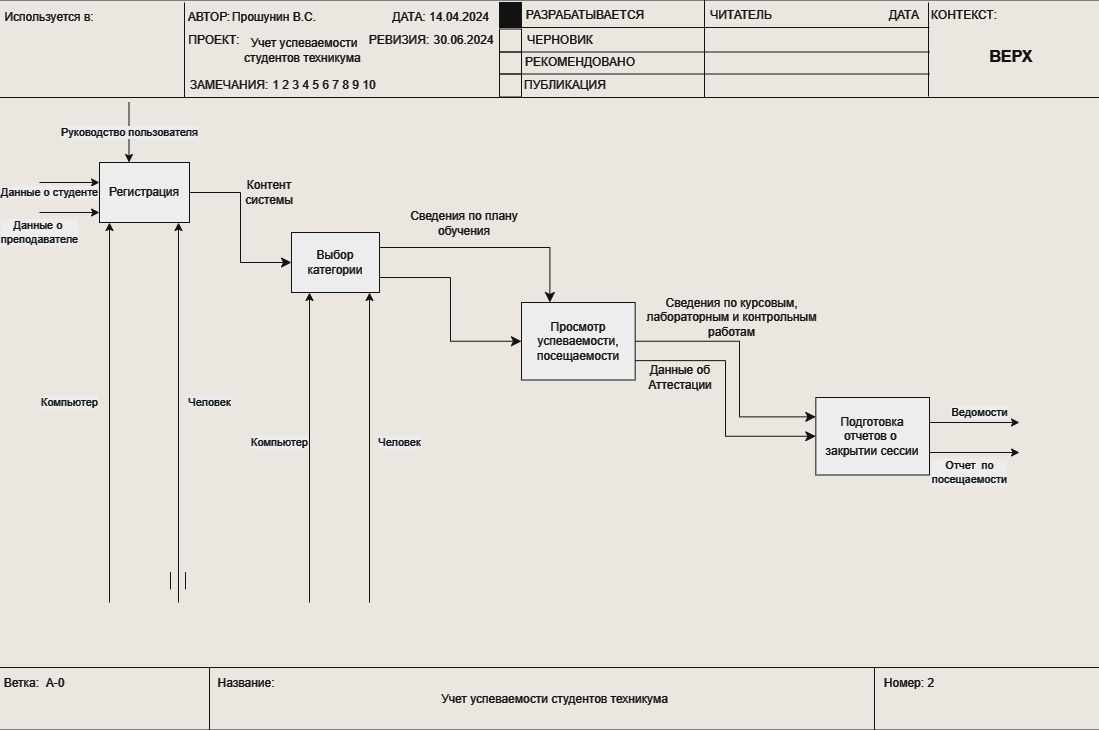 Используется в:
АВТОР: Прошунин В.С.
ДАТА: 14.04.2024
ПРОЕКТ: Учет успеваемости
студентов техникума
РЕВИЗИЯ: 30.06.2024
ЗАМЕЧАНИЯ: 1 2 3 4 5 6 7 8 9 10
РАЗРАБАТЫВАЕТСЯ
ЧЕРНОВИК
РЕКОМЕНДОВАНО
ПУБЛИКАЦИЯ
ЧИТАТЕЛЬ
ДАТА
КОНТЕКСТ:
ВЕРХ
Руководство пользователя
Данные о студенте
Данные о
преподавателе
Регистрация
Контент
системы
Выбор
категории
Сведения по плану
обучения
Просмотр
успеваемости,
посещаемости
Сведения по курсовым,
лабораторным и контрольным
работам
Данные об
Аттестации
Подготовка
отчетов о
закрытии сессии
Ведомости
Отчет по
посещаемости
Компьютер
Человек
Компьютер
Человек
Ветка: А-0
Название:
Учет успеваемости студентов техникума
Номер: 2